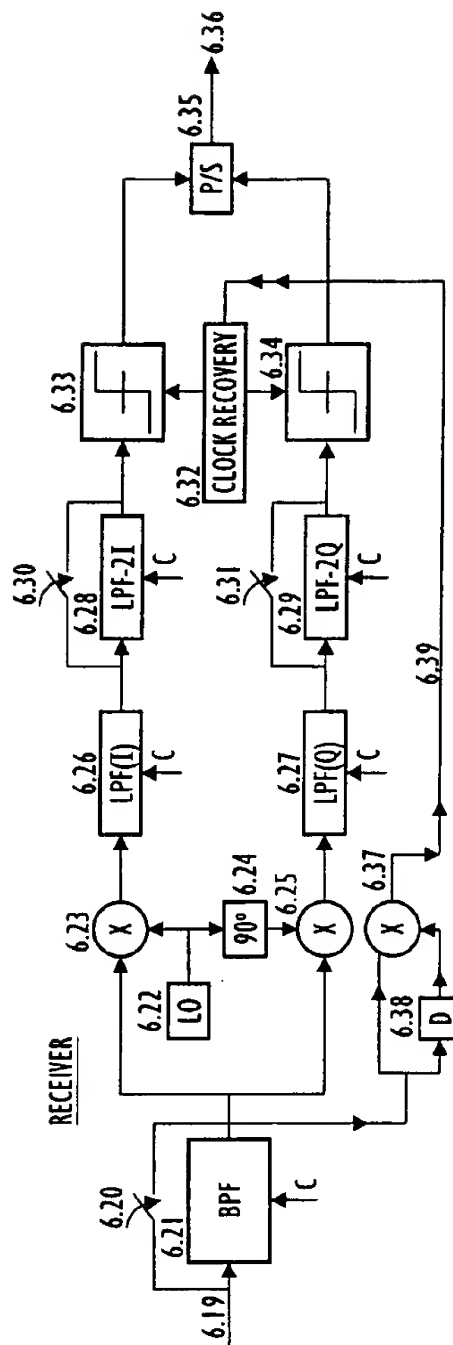 RECEIVER
6.19
6.20
6.21
BPF
C
6.22
LO
6.23
X
6.24
90°
6.25
X
6.26
LPF(I)
C
6.27
LPF(Q)
C
6.28
LPF-2I
C
6.29
LPF-2Q
C
6.30
6.31
6.32
CLOCK RECOVERY
6.33
6.34
P/S
6.35
6.36
6.37
X
6.38
D
6.39